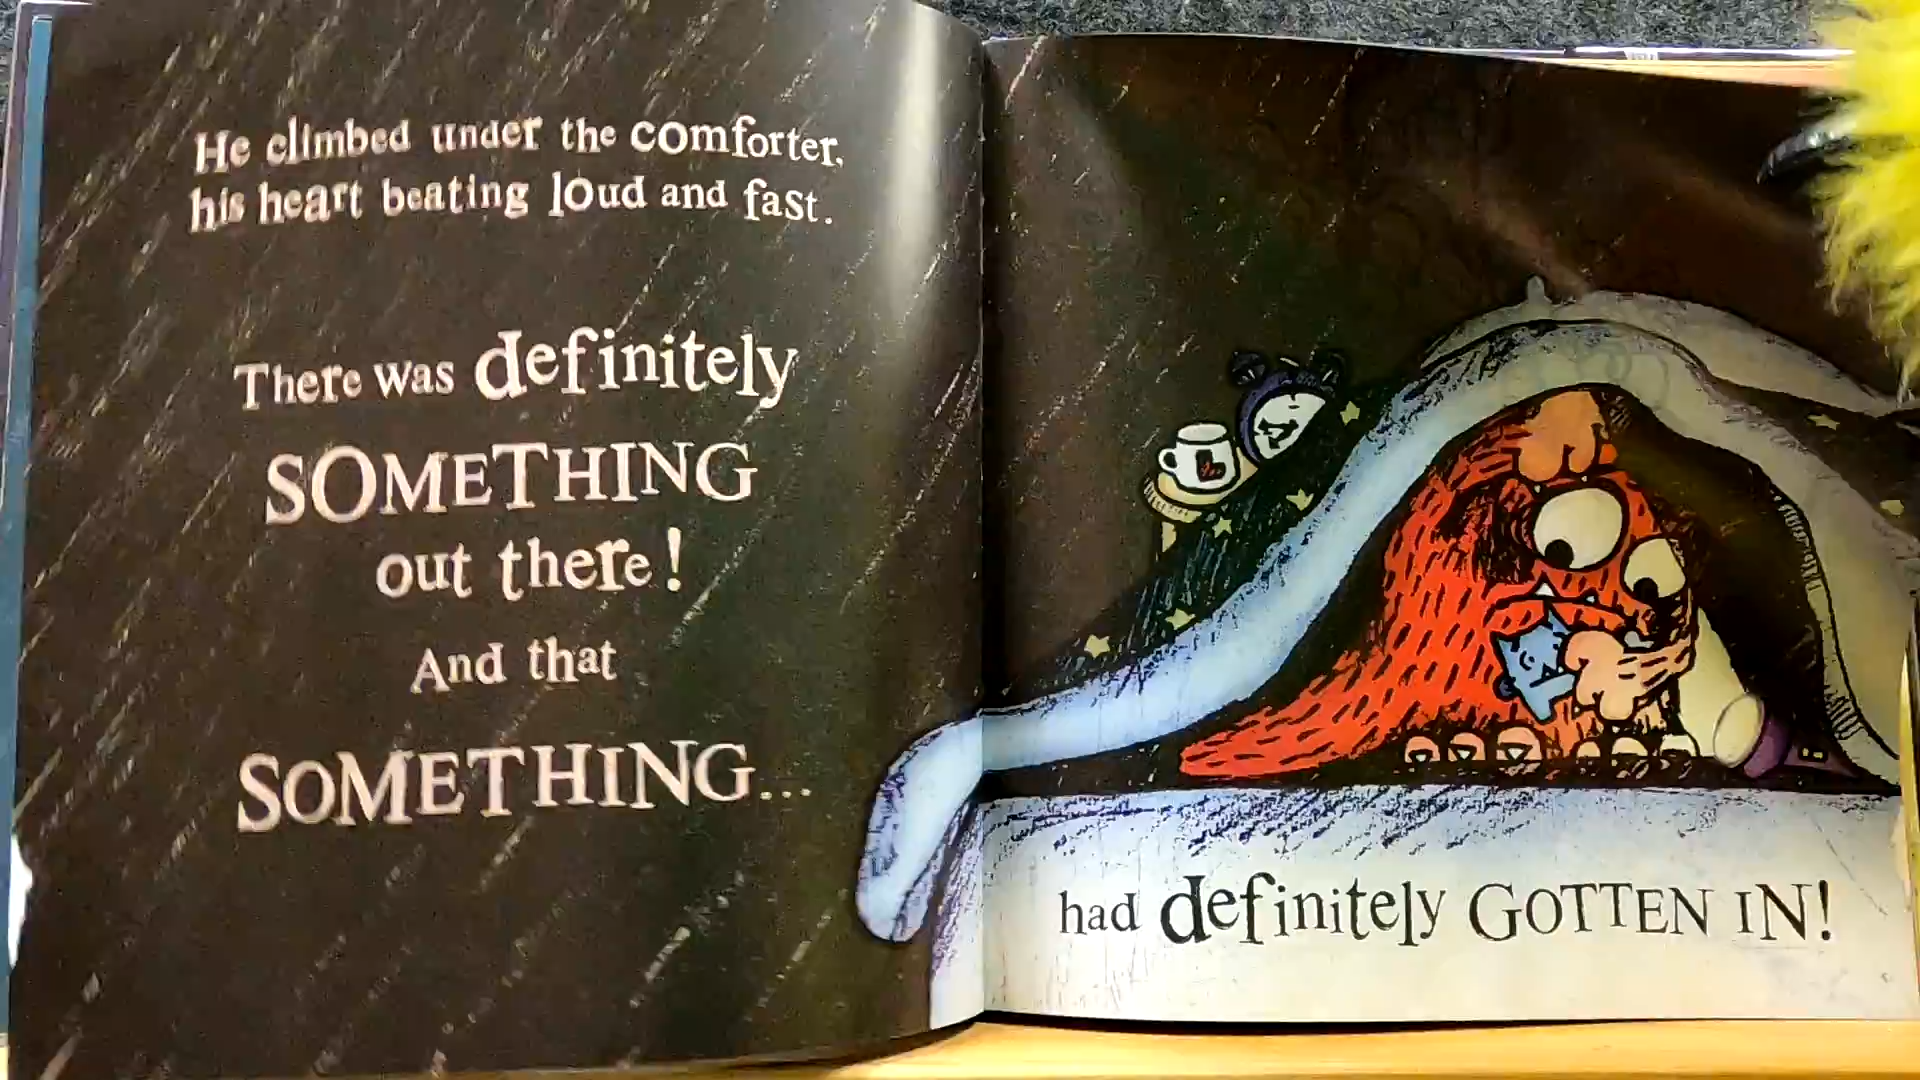 He climbed under the comforter,
his heart beating loud and fast.
There was definitely
SOMETHING
out there!
And that
SOMETHING...
had definitely GOTTEN IN!